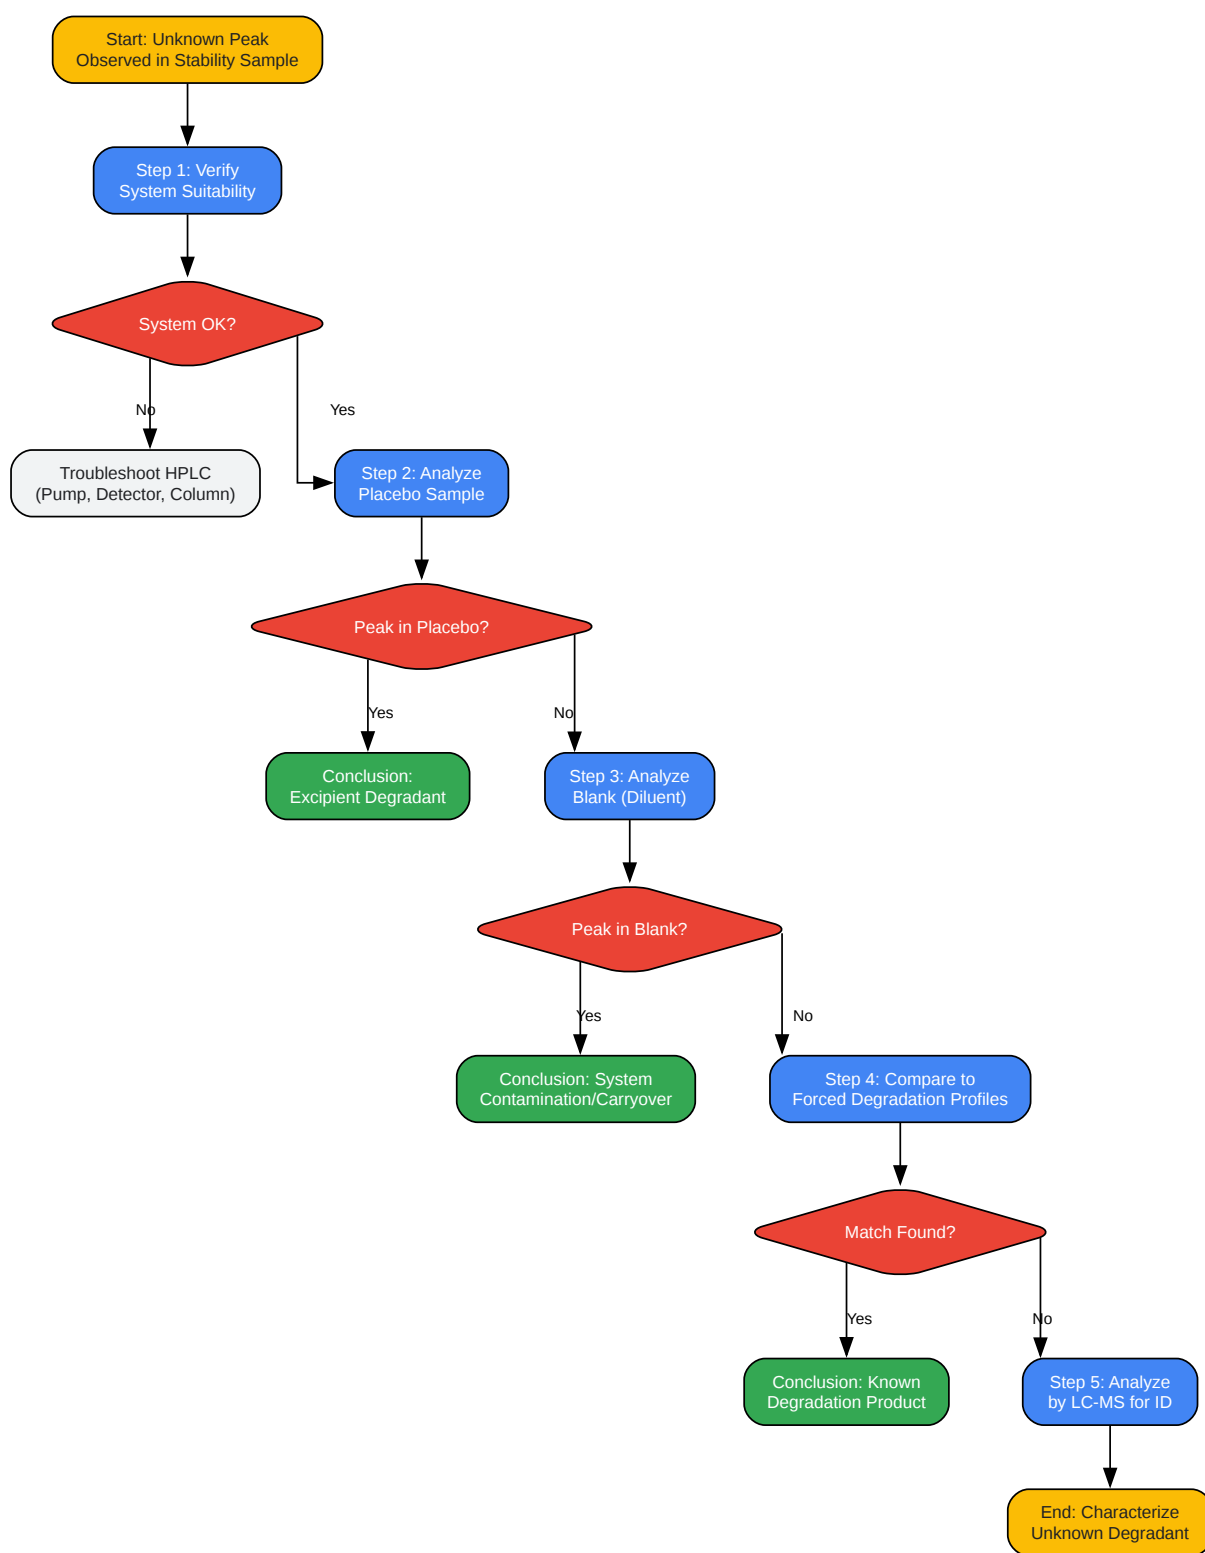 Start: Unknown Peak
Observed in Stability Sample
Step 1: Verify
System Suitability
System OK?
No
Yes
Troubleshoot HPLC
(Pump, Detector, Column)
Step 2: Analyze
Placebo Sample
Peak in Placebo?
Yes
No
Conclusion:
Excipient Degradant
Step 3: Analyze
Blank (Diluent)
Peak in Blank?
Yes
No
Conclusion: System
Contamination/Carryover
Step 4: Compare to
Forced Degradation Profiles
Match Found?
Yes
No
Conclusion: Known
Degradation Product
Step 5: Analyze
by LC-MS for ID
End: Characterize
Unknown Degradant